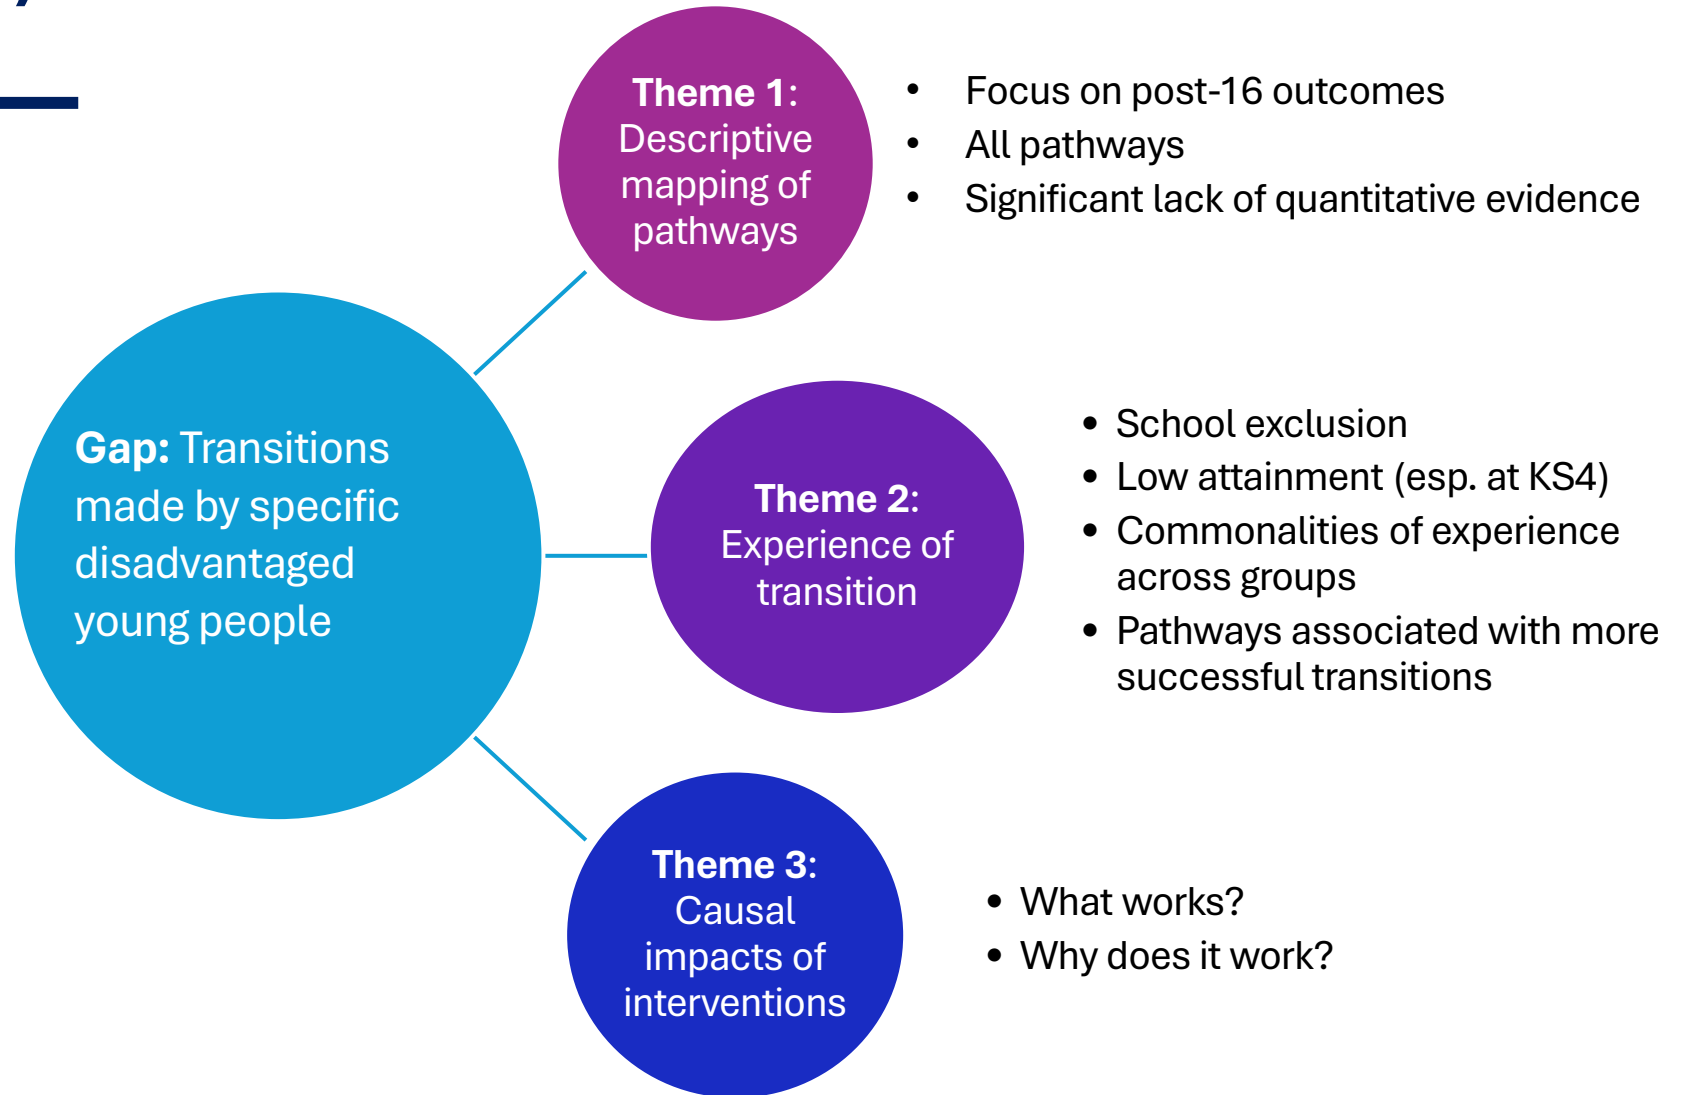 Theme 1:
Descriptive
mapping of
pathways
• Focus on post-16 outcomes
• All pathways
• Significant lack of quantitative evidence
Gap: Transitions
made by specific
disadvantaged
young people
Theme 2:
Experience of
transition
• School exclusion
• Low attainment (esp. at KS4)
• Commonalities of experience
across groups
• Pathways associated with more
successful transitions
Theme 3:
Causal
impacts of
interventions
• What works?
• Why does it work?